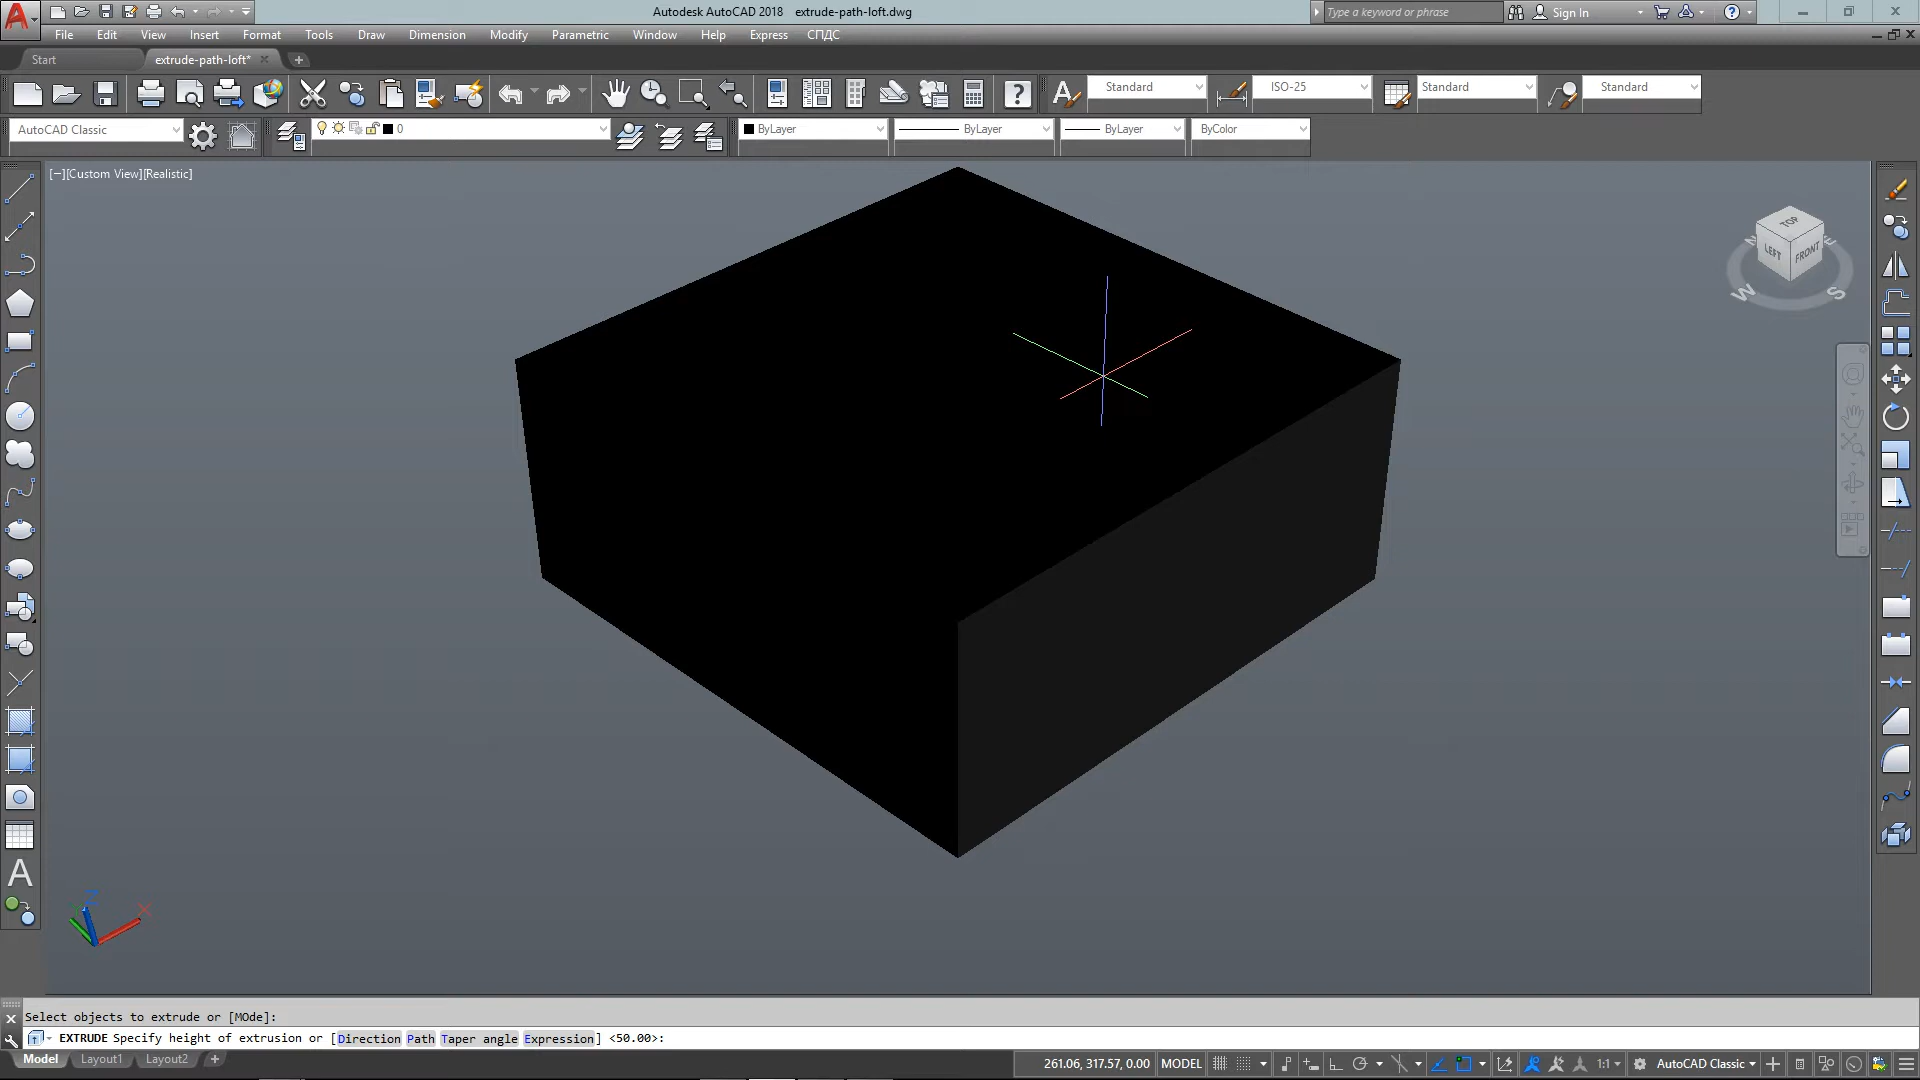 Autodesk AutoCAD 2018 extrude-path-loft.dwg
Type a keyword or phrase
Sign In
File Edit View Insert Format Tools Draw Dimension Modify Parametric Window Help Express СПДС
Start
extrude-path-loft*
Standard
ISO-25
Standard
Standard
AutoCAD Classic
0
ByLayer
ByLayer
ByLayer
ByColor
[−][Custom View][Realistic]
TOP
LEFT
FRONT
W
S
X
Select objects to extrude or [MOde]:
EXTRUDE Specify height of extrusion or [Direction Path Taper angle Expression] <50.00>:
Model Layout1 Layout2
261.06, 317.57, 0.00 MODEL
1:1
AutoCAD Classic